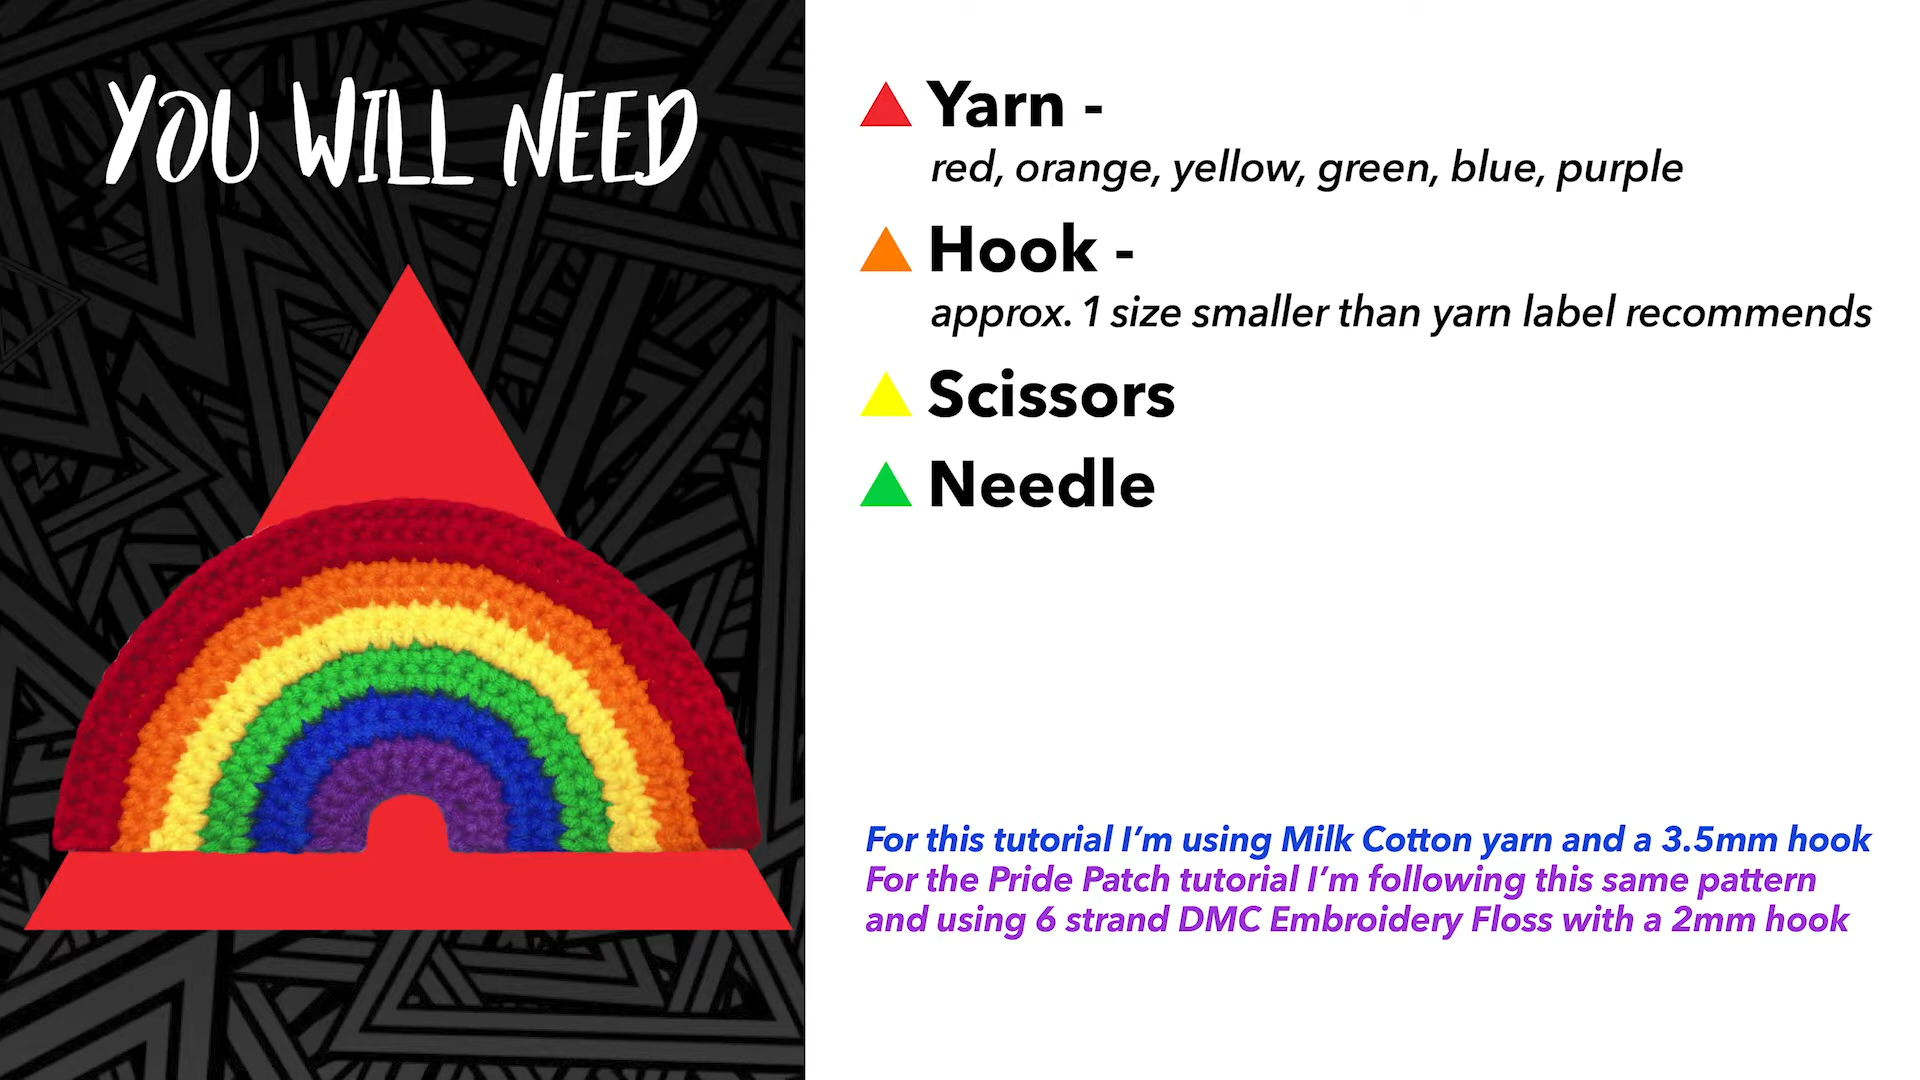 YOU WILL NEED
Yarn -
red, orange, yellow, green, blue, purple
Hook -
approx. 1 size smaller than yarn label recommends
Scissors
Needle
For this tutorial I’m using Milk Cotton yarn and a 3.5mm hook
For the Pride Patch tutorial I’m following this same pattern
and using 6 strand DMC Embroidery Floss with a 2mm hook